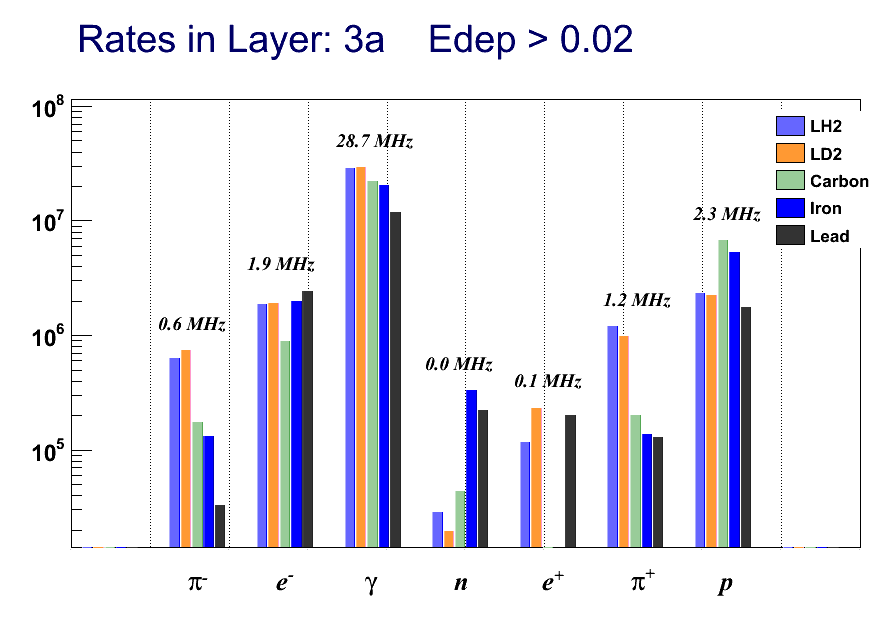 Rates in Layer: 3a Edep > 0.02
10⁸
10⁷
10⁶
10⁵
28.7 MHz
2.3 MHz
1.9 MHz
0.6 MHz
1.2 MHz
0.0 MHz
0.1 MHz
LH2
LD2
Carbon
Iron
Lead
π⁻ e⁻ γ n e⁺ π⁺ p